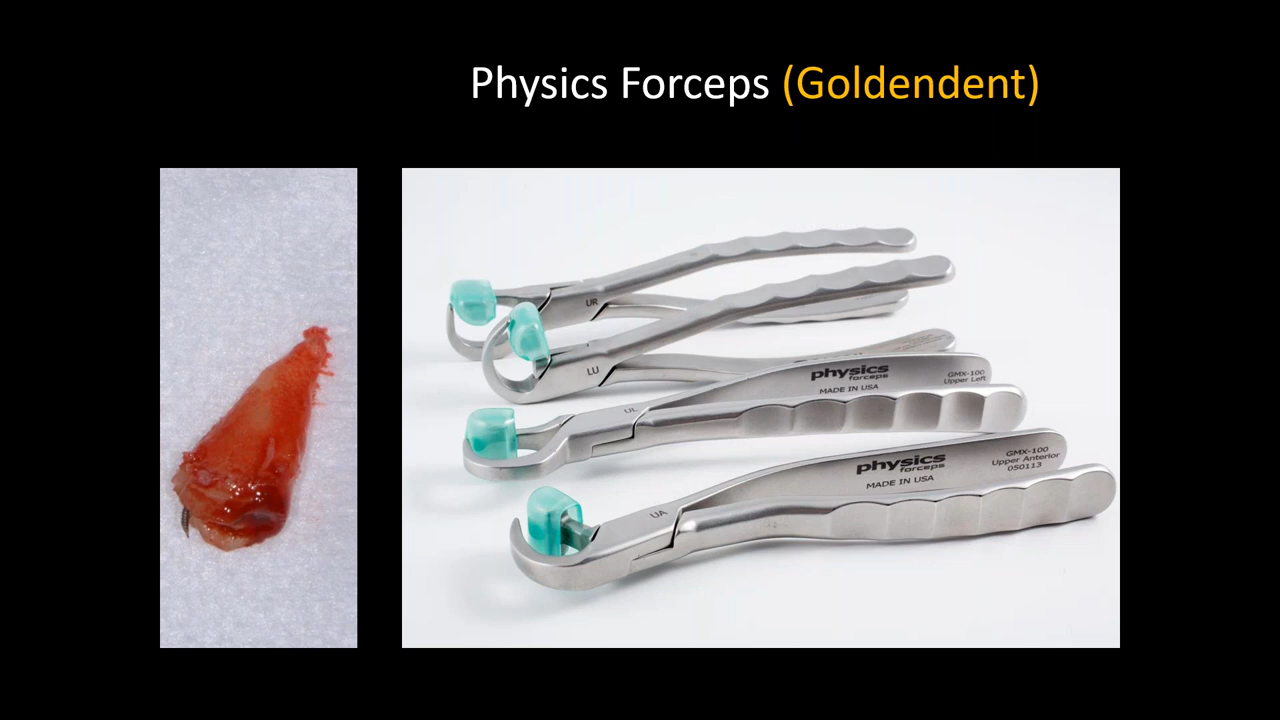 Physics Forceps (Goldendent)
UR
LU
physics
forceps
MADE IN USA
GMX-100
Upper Left
UL
physics
forceps
MADE IN USA
GMX-100
Upper Anterior
050113
UA